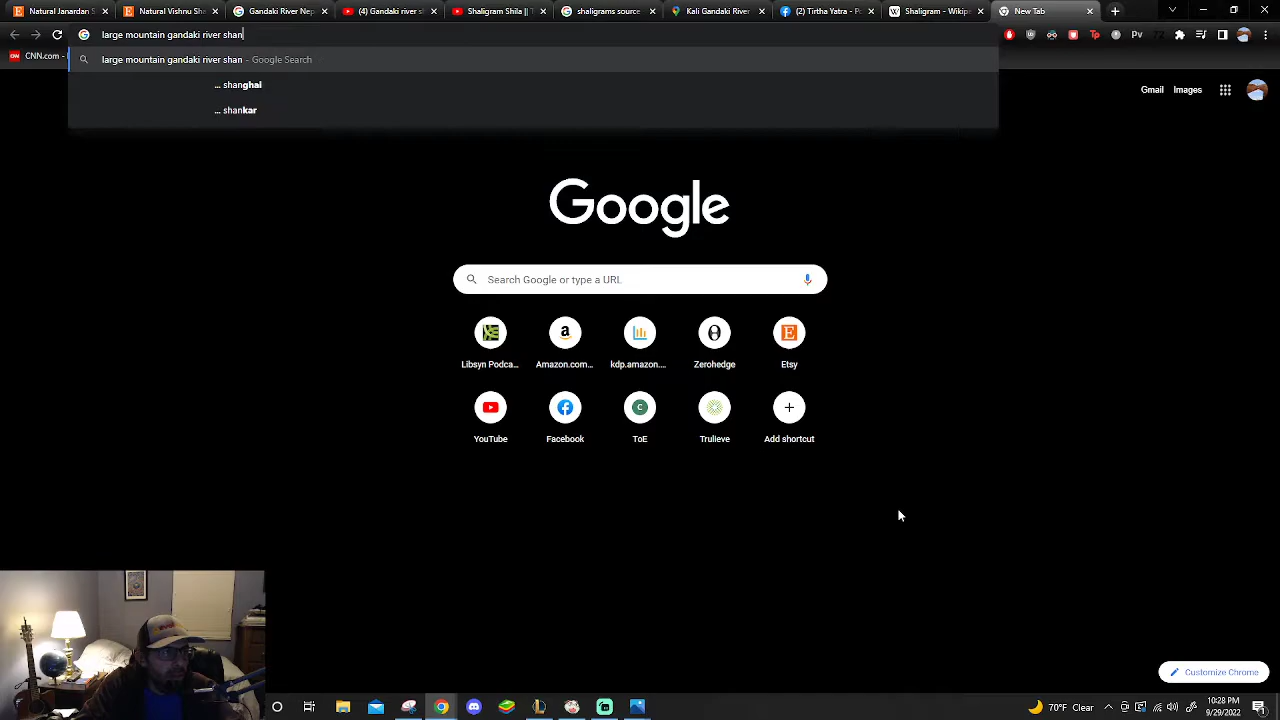 Natural Janardan S
Natural Vishnu She
Gandaki River Nep
(4) Gandaki river s
Shaligram Shila ||
shaligrams source
Kali Gandaki River
(2) Tirtha Yatra - Po
Shaligram - Wikip
New Tab
large mountain gandaki river shan
CNN.com -
large mountain gandaki river shan - Google Search
... shanghai
... shankar
Gmail Images
Google
Search Google or type a URL
Libsyn Podca...
Amazon.com...
kdp.amazon....
Zerohedge
Etsy
YouTube
Facebook
ToE
Trulieve
Add shortcut
Customize Chrome
70°F Clear
10:28 PM
9/29/2022